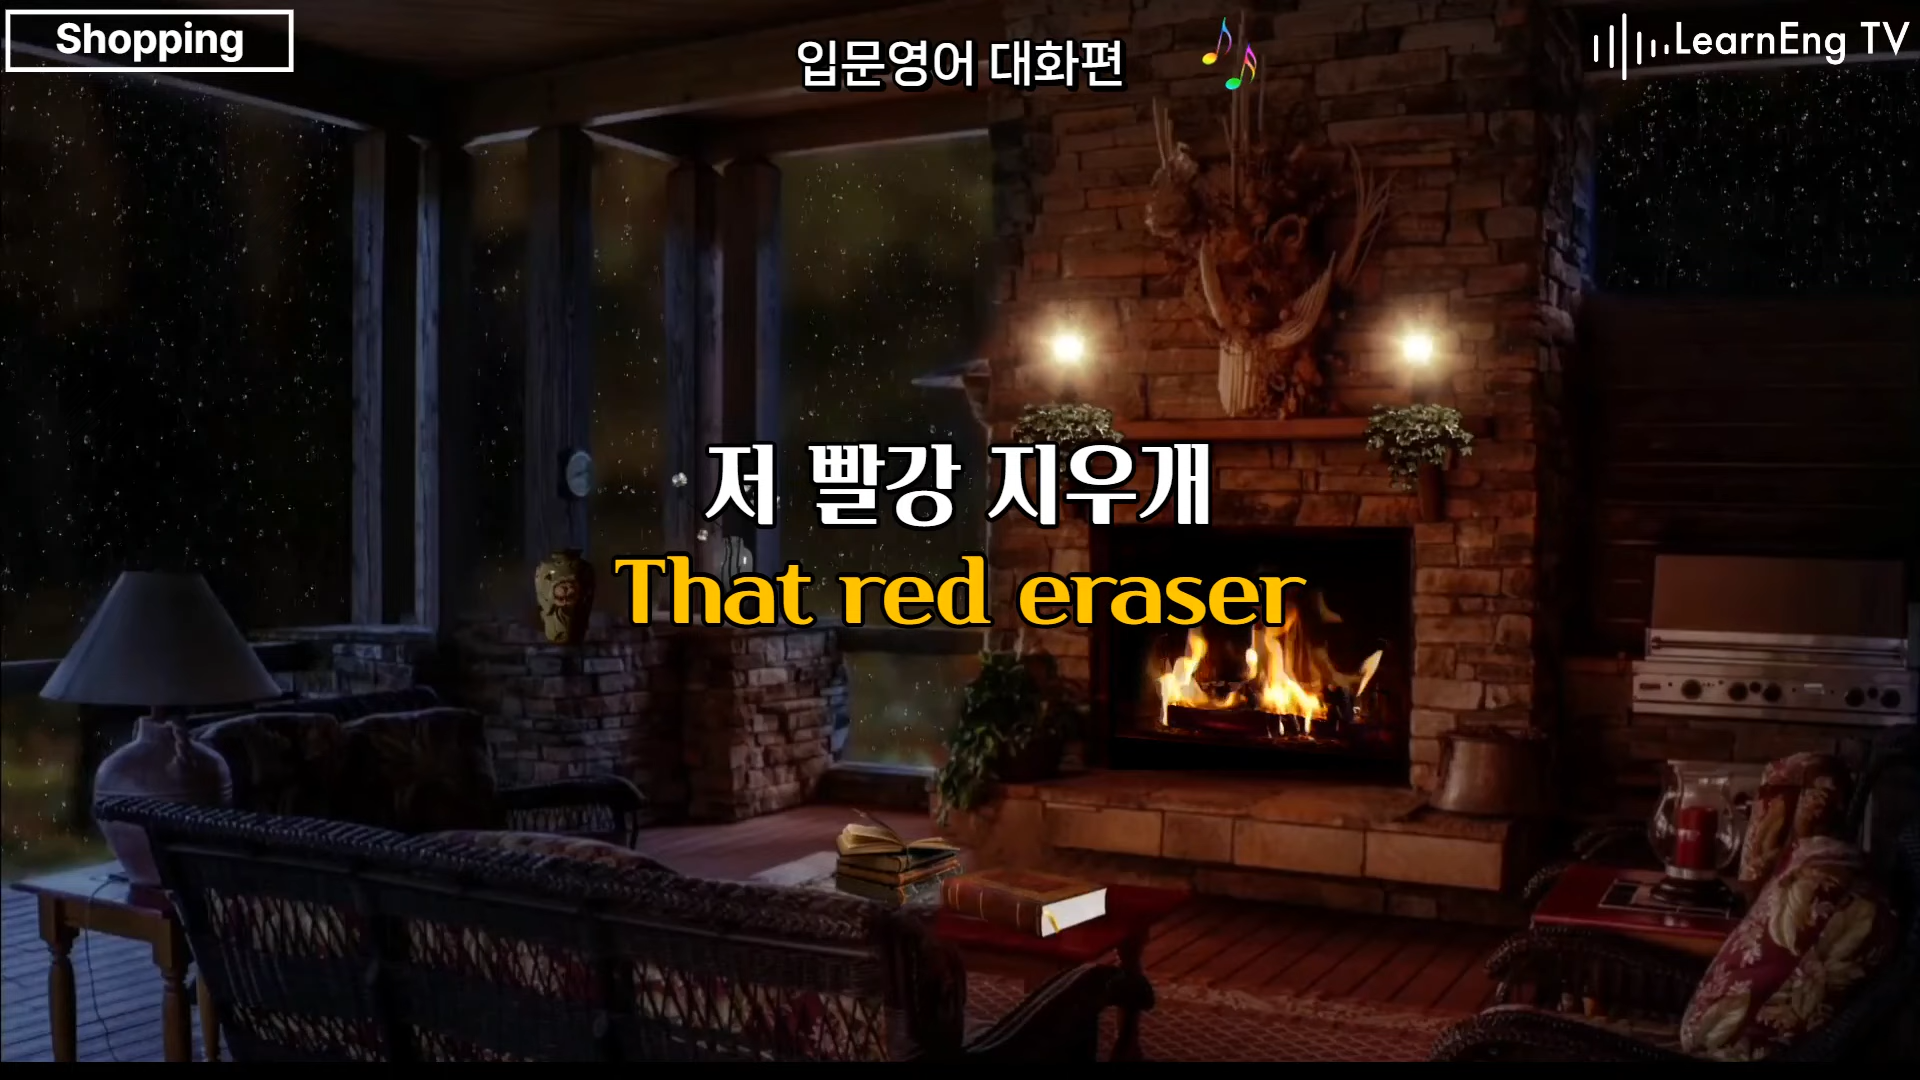 Shopping
입문영어 대화편
LearnEng TV
저 빨강 지우개
That red eraser